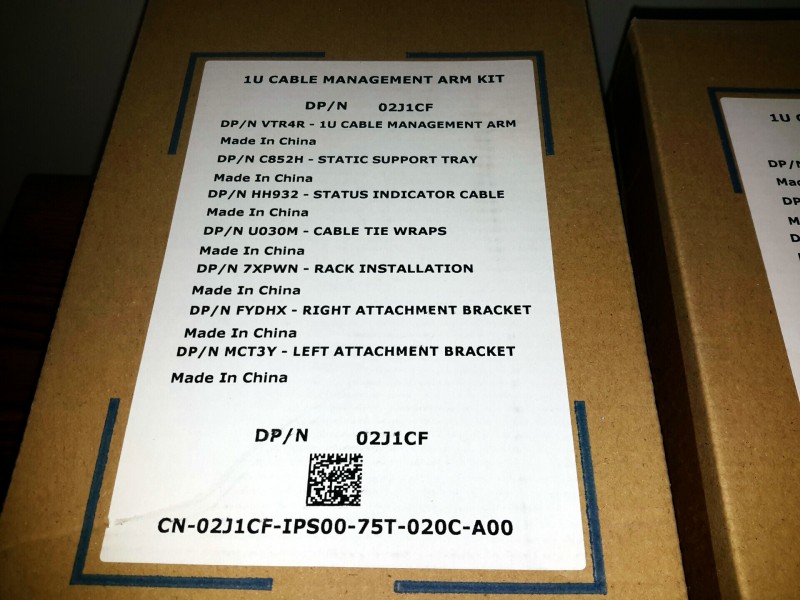 1U CABLE MANAGEMENT ARM KIT
DP/N 02J1CF
DP/N VTR4R - 1U CABLE MANAGEMENT ARM
Made In China
DP/N C852H - STATIC SUPPORT TRAY
Made In China
DP/N HH932 - STATUS INDICATOR CABLE
Made In China
DP/N U030M - CABLE TIE WRAPS
Made In China
DP/N 7XPWN - RACK INSTALLATION
Made In China
DP/N FYDHX - RIGHT ATTACHMENT BRACKET
Made In China
DP/N MCT3Y - LEFT ATTACHMENT BRACKET
Made In China
DP/N 02J1CF
CN-02J1CF-IPS00-75T-020C-A00
1U
DP/N